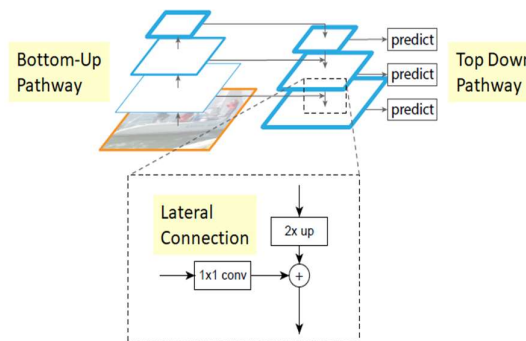 Bottom-Up
Pathway
predict
predict
predict
Top Down
Pathway
Lateral
Connection
2x up
1x1 conv
+